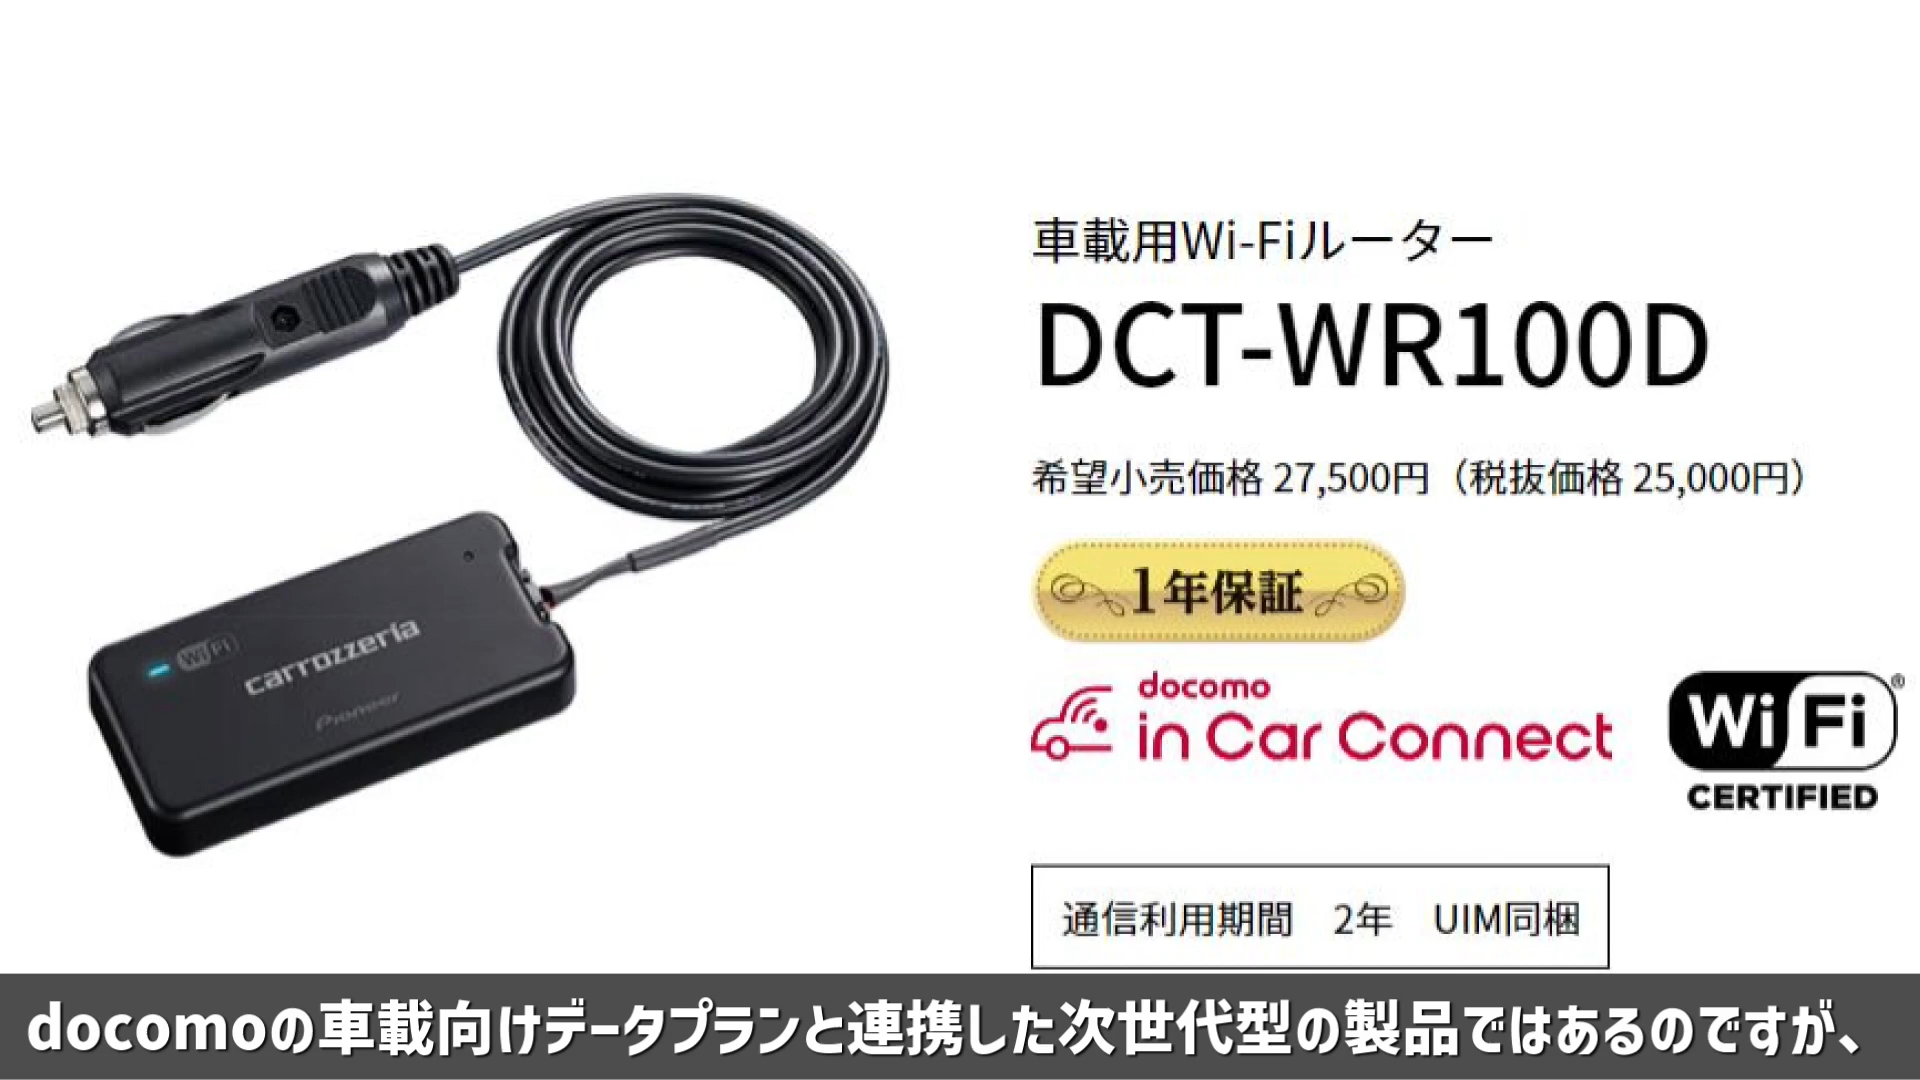 車載用Wi-Fiルーター
DCT-WR100D
希望小売価格 27,500円（税抜価格 25,000円）
1年保証
docomo
in Car Connect
Wi Fi®
CERTIFIED
通信利用期間　2年　UIM同梱
WiFi
carrozzeria
Pioneer
docomoの車載向けデータプランと連携した次世代型の製品ではあるのですが、